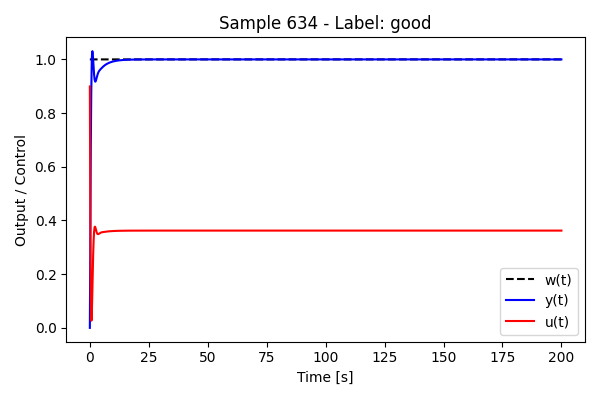 Sample 634 - Label: good
Output / Control
1.0
0.8
0.6
0.4
0.2
0.0
w(t)
y(t)
u(t)
0 25 50 75 100 125 150 175 200
Time [s]